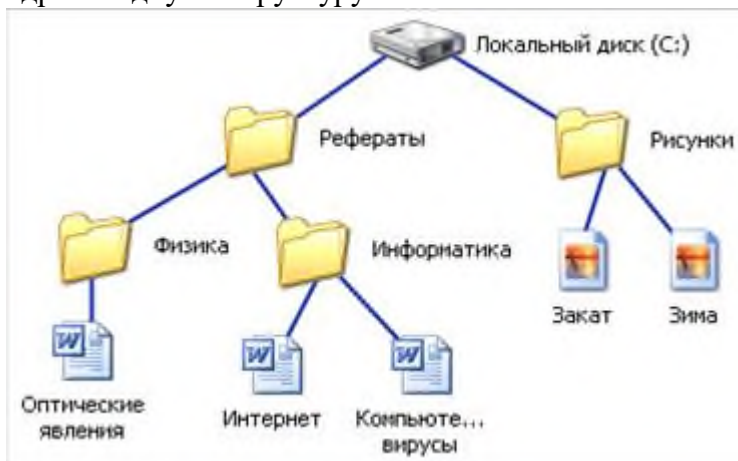 Локальный диск (C:)
Рефераты
Рисунки
Физика
Информатика
Закат
Зима
Оптические
явления
Интернет
Компьюте...
вирусы